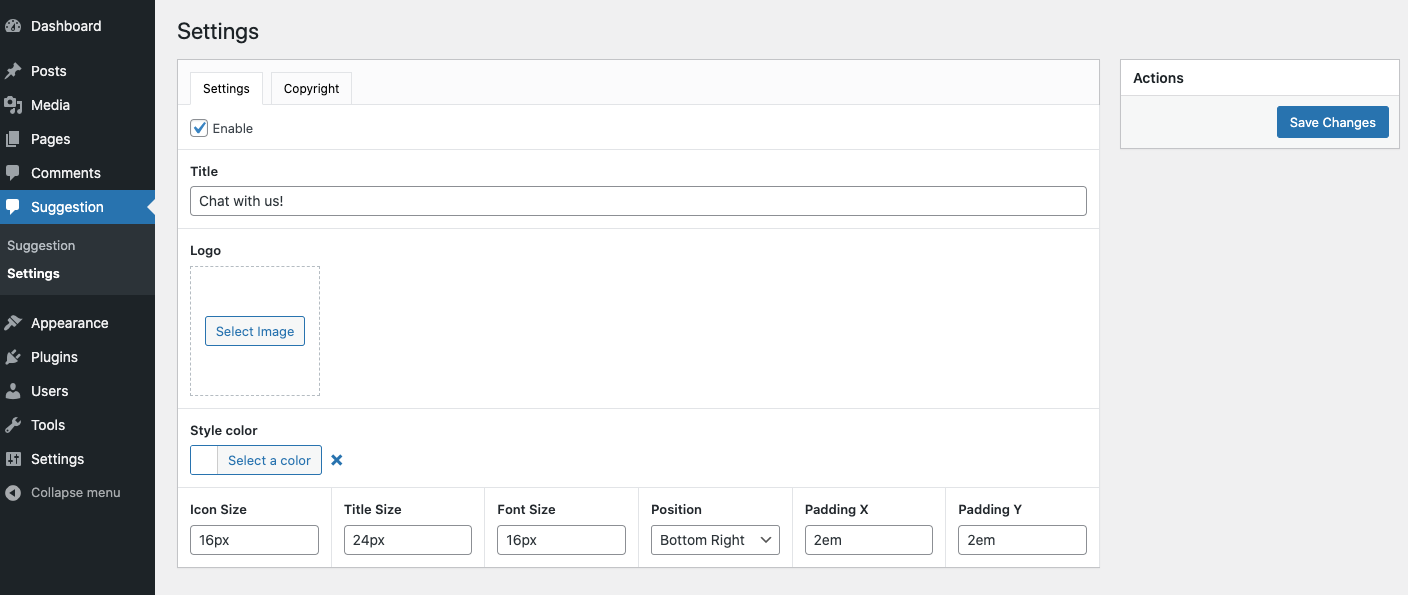 Dashboard
Posts
Media
Pages
Comments
Suggestion
Suggestion
Settings
Appearance
Plugins
Users
Tools
Settings
Collapse menu
Settings
Settings
Copyright
Enable
Title
Chat with us!
Logo
Select Image
Style color
Select a color
Icon Size
16px
Title Size
24px
Font Size
16px
Position
Bottom Right
Padding X
2em
Padding Y
2em
Actions
Save Changes